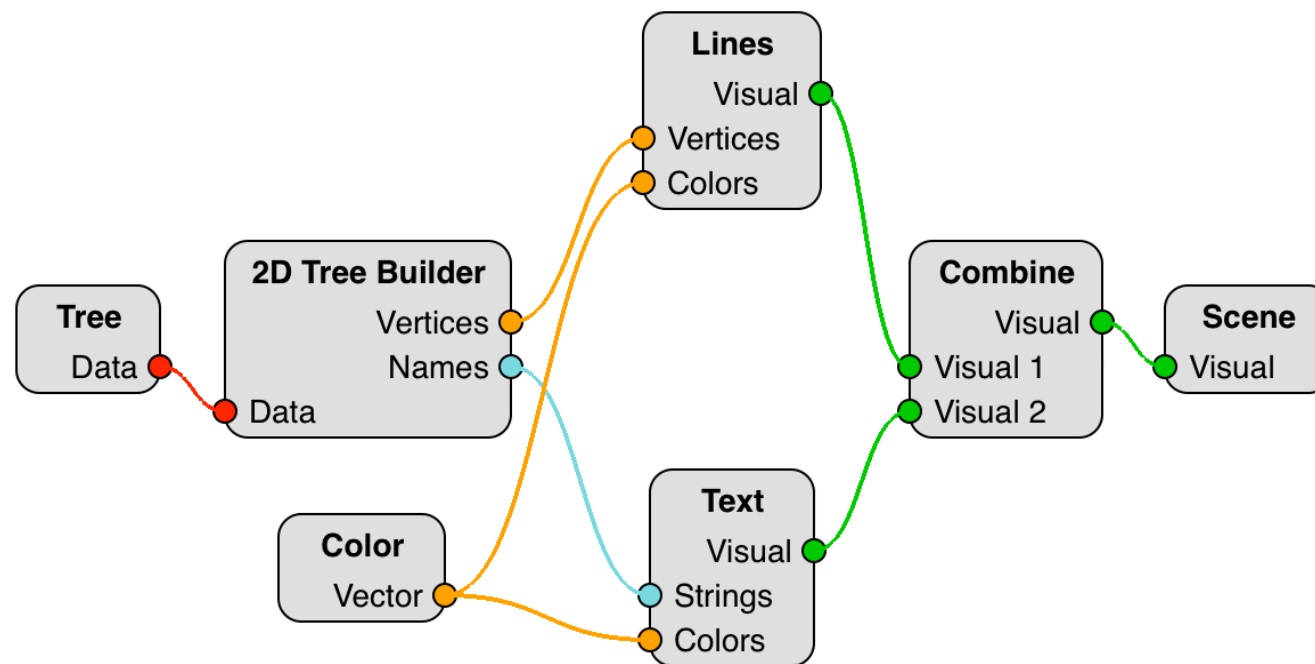 Tree
Data
2D Tree Builder
Vertices
Names
Data
Color
Vector
Lines
Visual
Vertices
Colors
Text
Visual
Strings
Colors
Combine
Visual
Visual 1
Visual 2
Scene
Visual